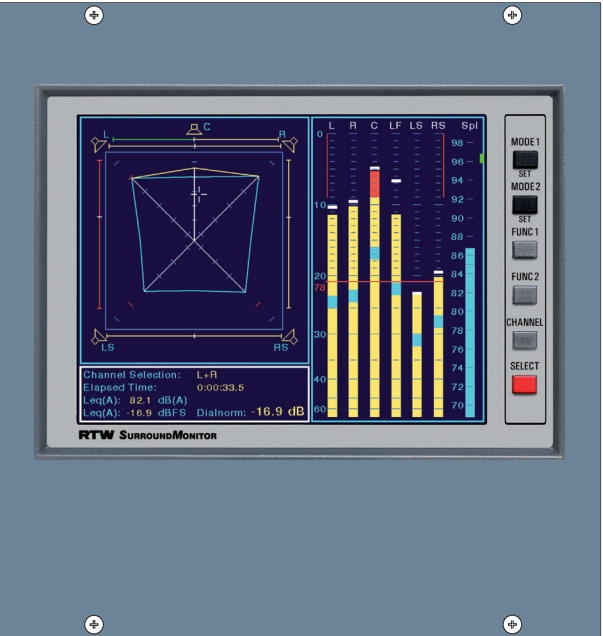 L C R
LS RS
Channel Selection: L+R
Elapsed Time: 0:00:33.5
Leq(A): 82.1 dB(A)
Leq(A): -16.9 dBFS Dialnorm: -16.9 dB
L R C LF LS RS Spl
0
10
20
78
30
40
60
98
96
94
92
90
88
86
84
82
80
78
76
74
72
70
MODE 1
SET
MODE 2
SET
FUNC 1
FUNC 2
CHANNEL
SELECT
RTW SURROUNDMONITOR